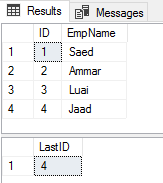 Results Messages
ID EmpName
1 1 Saed
2 2 Ammar
3 3 Luai
4 4 Jaad
LastID
1 4